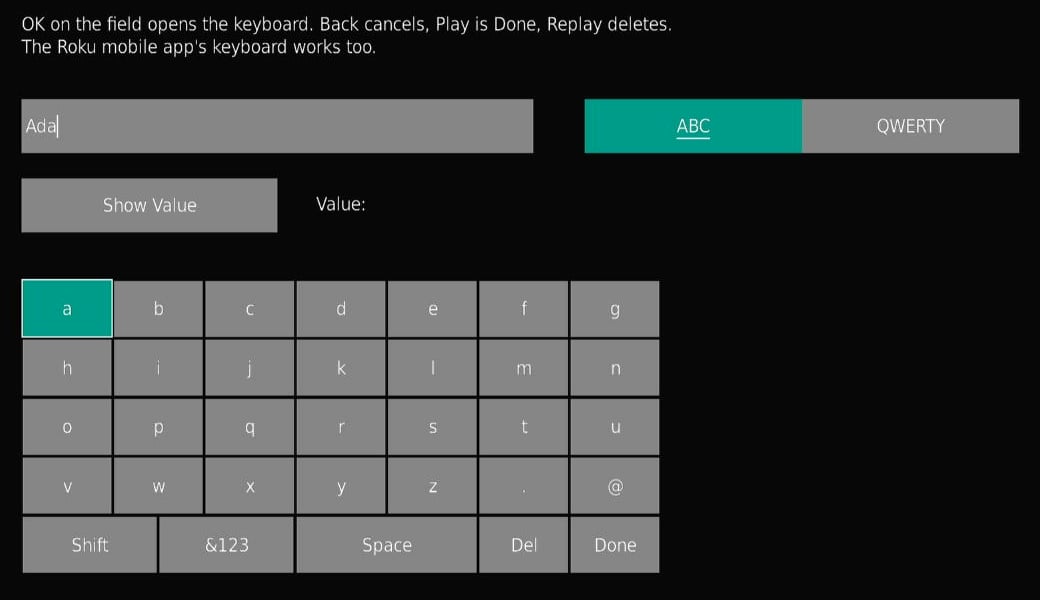 OK on the field opens the keyboard. Back cancels, Play is Done, Replay deletes.
The Roku mobile app's keyboard works too.
Ada
ABC QWERTY
Show Value Value:
a b c d e f g
h i j k l m n
o p q r s t u
v w x y z . @
Shift &123 Space Del Done